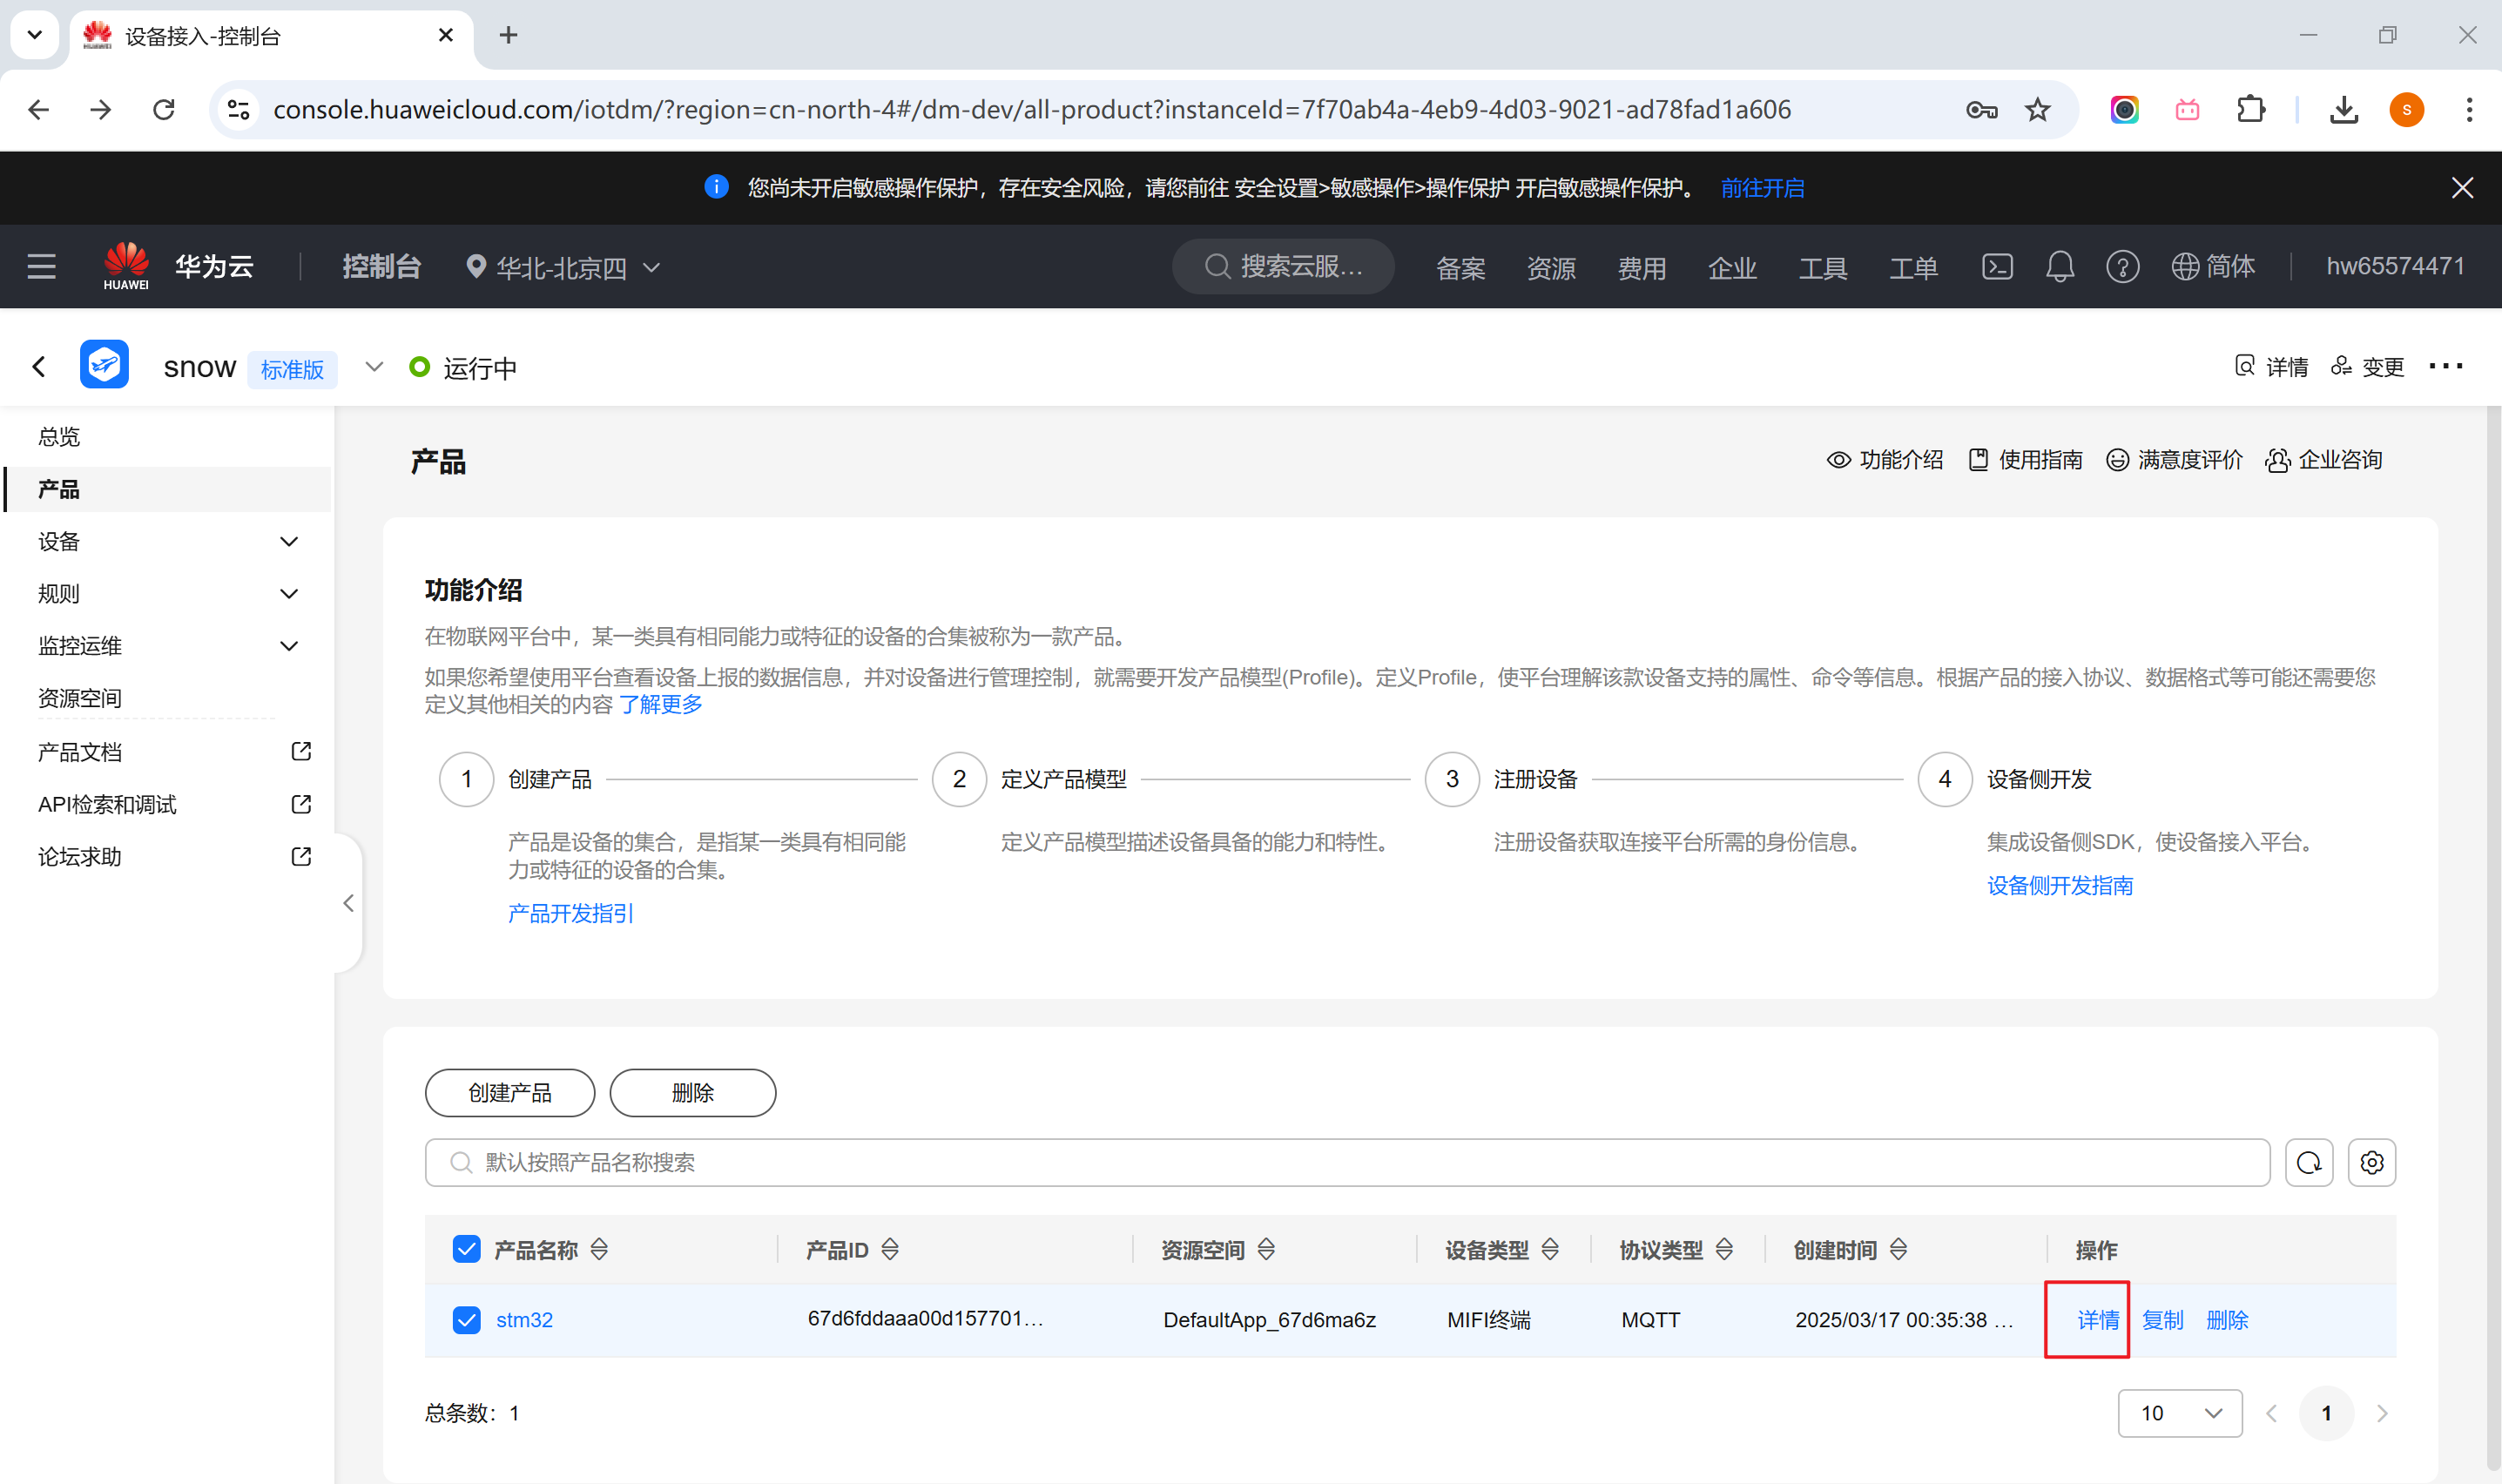 设备接入-控制台
console.huaweicloud.com/iotdm/?region=cn-north-4#/dm-dev/all-product?instanceId=7f70ab4a-4eb9-4d03-9021-ad78fad1a606
S
您尚未开启敏感操作保护，存在安全风险，请您前往 安全设置>敏感操作>操作保护 开启敏感操作保护。 前往开启
HUAWEI 华为云 控制台 华北-北京四 搜索云服... 备案 资源 费用 企业 工具 工单 简体 hw65574471
snow 标准版 运行中 详情 变更
总览
产品
设备
规则
监控运维
资源空间
产品文档
API检索和调试
论坛求助
产品 功能介绍 使用指南 满意度评价 企业咨询
功能介绍
在物联网平台中，某一类具有相同能力或特征的设备的合集被称为一款产品。
如果您希望使用平台查看设备上报的数据信息，并对设备进行管理控制，就需要开发产品模型(Profile)。定义Profile，使平台理解该款设备支持的属性、命令等信息。根据产品的接入协议、数据格式等可能还需要您
定义其他相关的内容 了解更多
1 创建产品 2 定义产品模型 3 注册设备 4 设备侧开发
产品是设备的集合，是指某一类具有相同能
力或特征的设备的合集。
产品开发指引
定义产品模型描述设备具备的能力和特性。
注册设备获取连接平台所需的身份信息。
集成设备侧SDK，使设备接入平台。
设备侧开发指南
创建产品 删除
默认按照产品名称搜索
产品名称 产品ID 资源空间 设备类型 协议类型 创建时间 操作
stm32 67d6fddaaa00d157701... DefaultApp_67d6ma6z MIFI终端 MQTT 2025/03/17 00:35:38 ... 详情 复制 删除
总条数：1 10 1